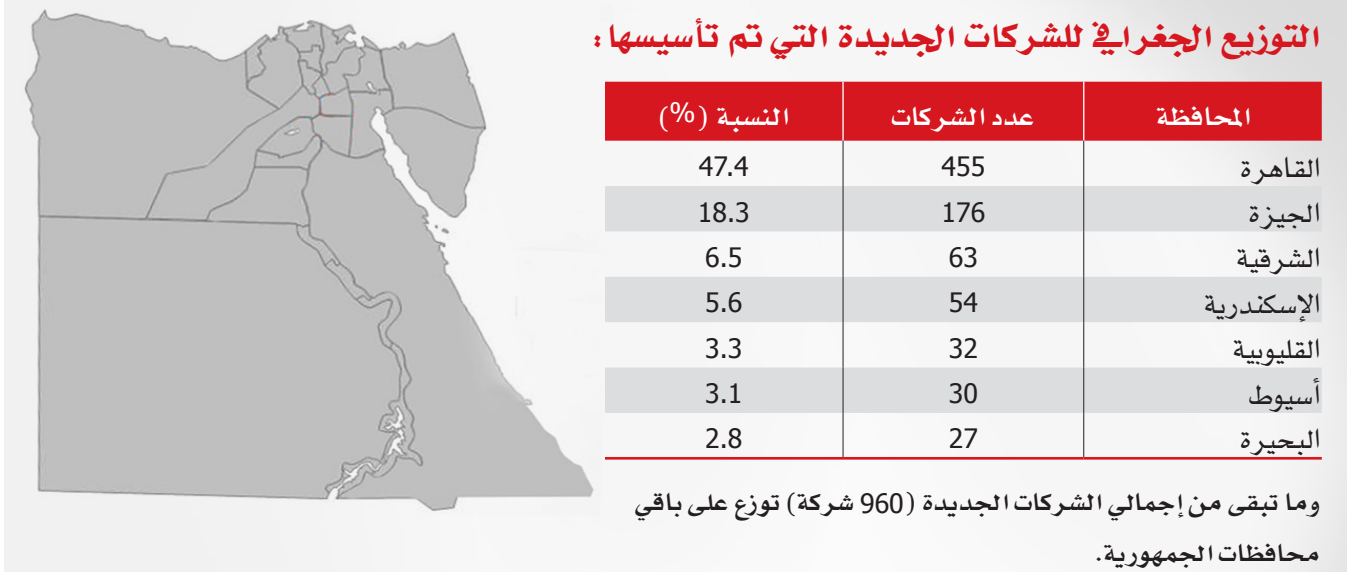 التوزيع الجغرافي للشركات الجديدة التي تم تأسيسها:
المحافظة عدد الشركات النسبة (%)
القاهرة 455 47.4
الجيزة 176 18.3
الشرقية 63 6.5
الإسكندرية 54 5.6
القليوبية 32 3.3
أسيوط 30 3.1
البحيرة 27 2.8
وما تبقى من إجمالي الشركات الجديدة (960 شركة) توزع على باقي
محافظات الجمهورية.